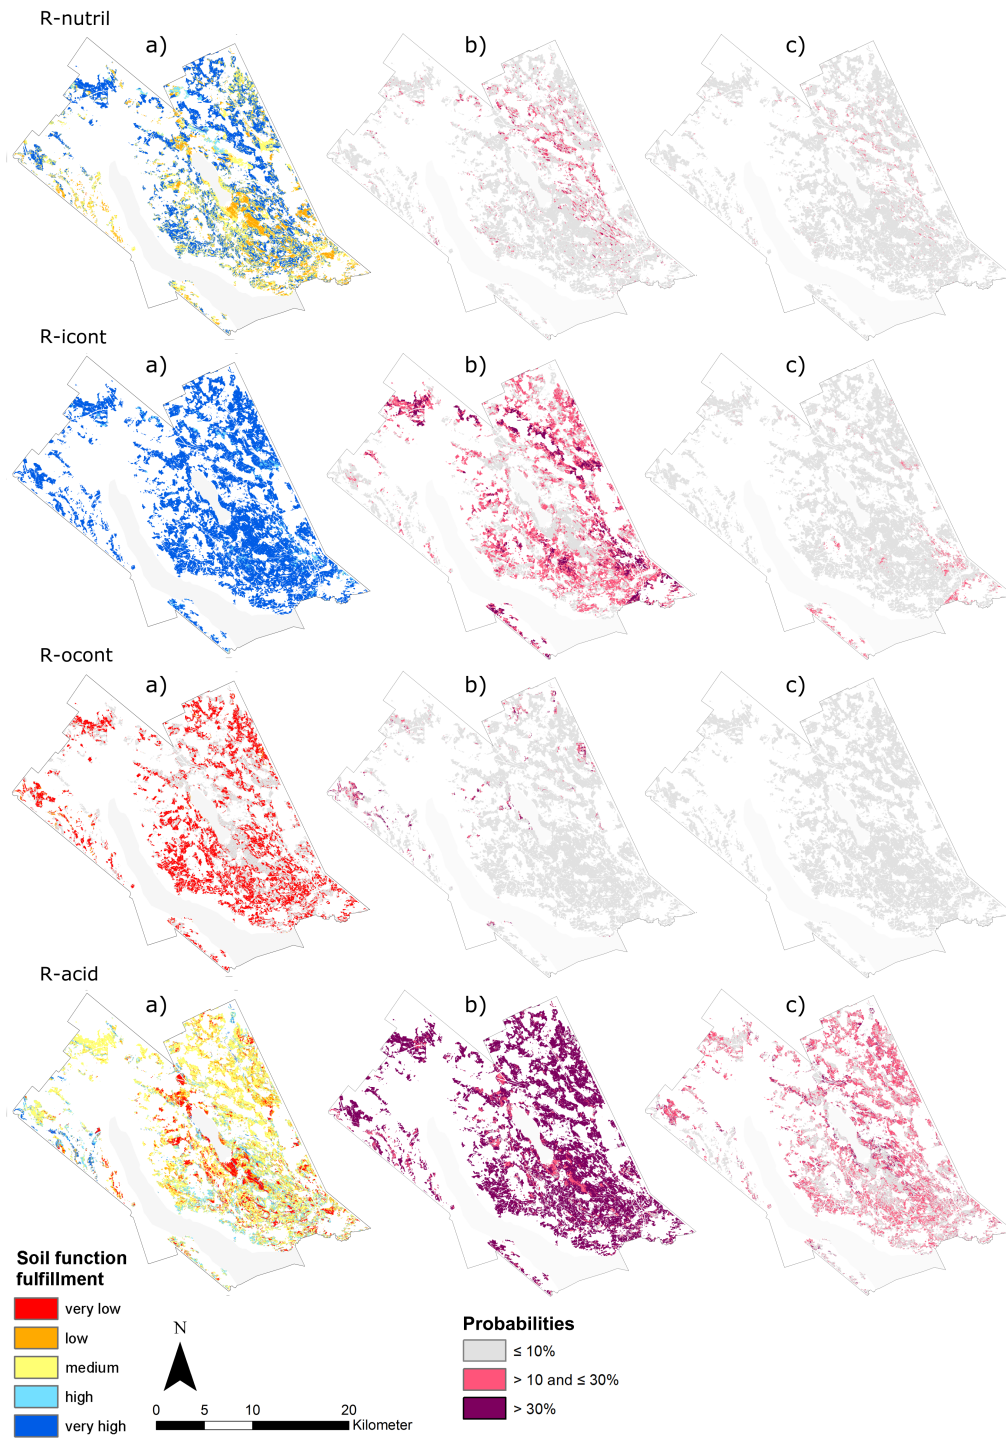 R-nutril
a)
b)
c)
R-icont
a)
b)
c)
R-ocont
a)
b)
c)
R-acid
a)
b)
c)
Soil function
fulfillment
very low
low
medium
high
very high
N
0 5 10 20
Kilometer
Probabilities
≤ 10%
> 10 and ≤ 30%
> 30%